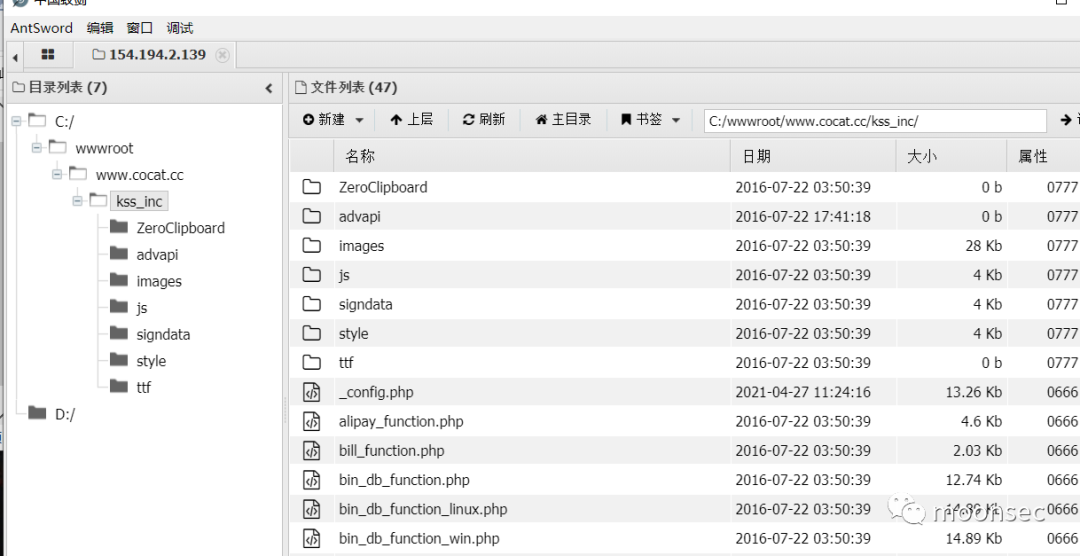 中国蚁剑
AntSword 编辑 窗口 调试
154.194.2.139
目录列表 (7)
C:/
wwwroot
www.cocat.cc
kss_inc
ZeroClipboard
advapi
images
js
signdata
style
ttf
D:/
文件列表 (47)
新建 上层 刷新 主目录 书签 C:/wwwroot/www.cocat.cc/kss_inc/
名称 日期 大小 属性
ZeroClipboard 2016-07-22 03:50:39 0 b 0777
advapi 2016-07-22 17:41:18 0 b 0777
images 2016-07-22 03:50:39 28 Kb 0777
js 2016-07-22 03:50:39 4 Kb 0777
signdata 2016-07-22 03:50:39 4 Kb 0777
style 2016-07-22 03:50:39 4 Kb 0777
ttf 2016-07-22 03:50:39 0 b 0777
_config.php 2021-04-27 11:24:16 13.26 Kb 0666
alipay_function.php 2016-07-22 03:50:39 4.6 Kb 0666
bill_function.php 2016-07-22 03:50:39 2.03 Kb 0666
bin_db_function.php 2016-07-22 03:50:39 12.74 Kb 0666
bin_db_function_linux.php 2016-07-22 03:50:39 0666
bin_db_function_win.php 2016-07-22 03:50:39 14.89 Kb 0666
moonsec